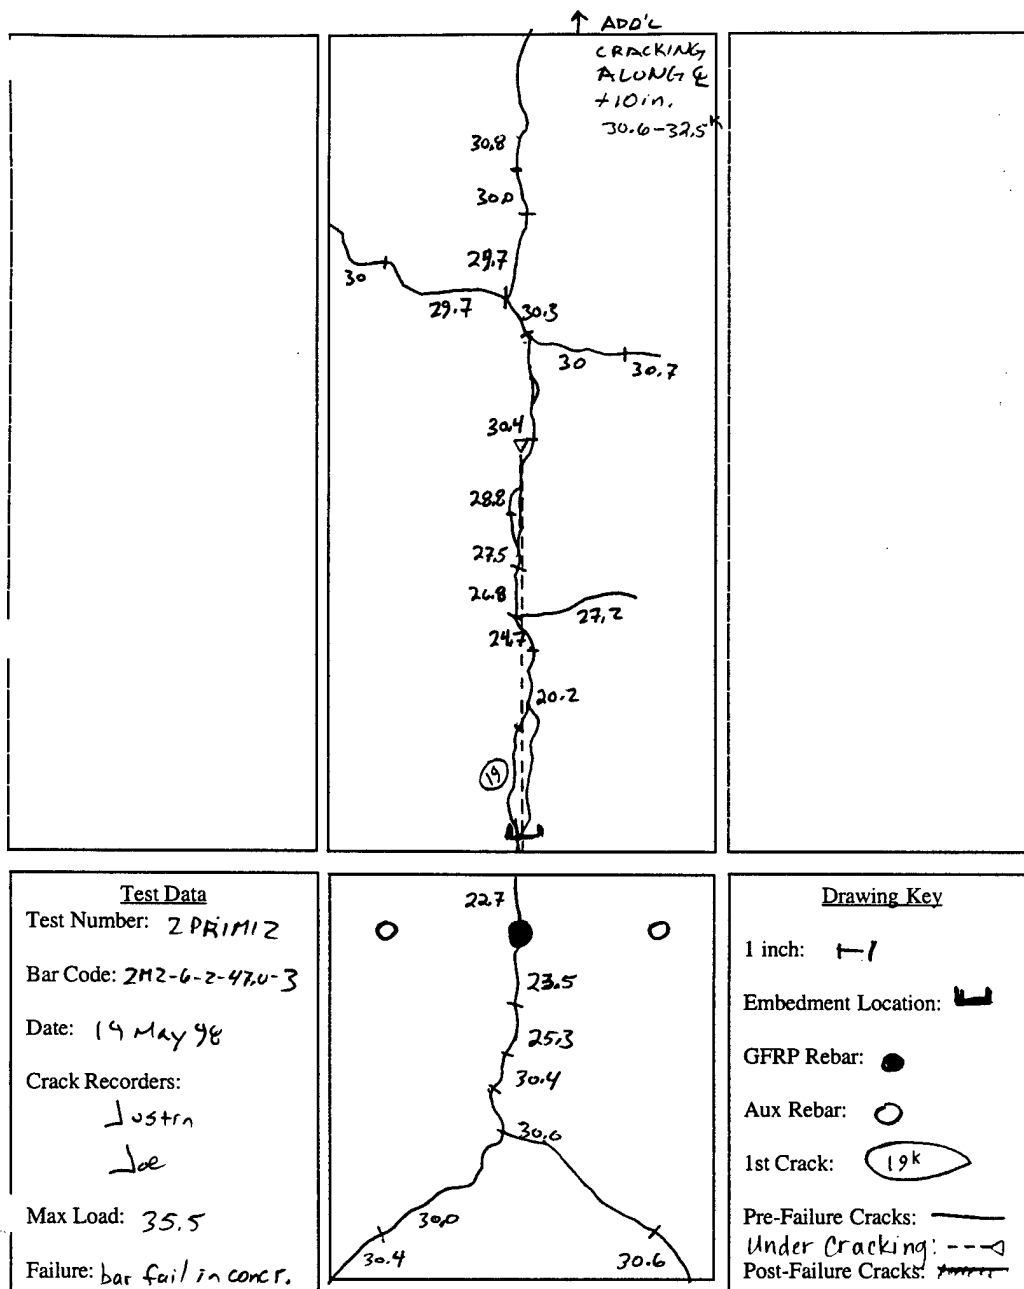 ↑ ADD'L
CRACKING
ALONG ℄
+10 in.
30.6-32.5ᴷ
30.8
30.0
29.7
30
29.7
30.3
30
30.7
30.4
28.8
27.5
26.8
27.2
24.7
20.2
19
Test Data
Test Number: 2PRIM12
Bar Code: 2M2-6-2-47.0-3
Date: 19 May 98
Crack Recorders:
Justin
Joe
Max Load: 35.5
Failure: bar fail in concr.
22.7
23.5
25.3
30.4
30.6
30.0
30.4
30.6
Drawing Key
1 inch:
Embedment Location:
GFRP Rebar:
Aux Rebar:
1st Crack: 19ᴷ
Pre-Failure Cracks:
Under Cracking:
Post-Failure Cracks: